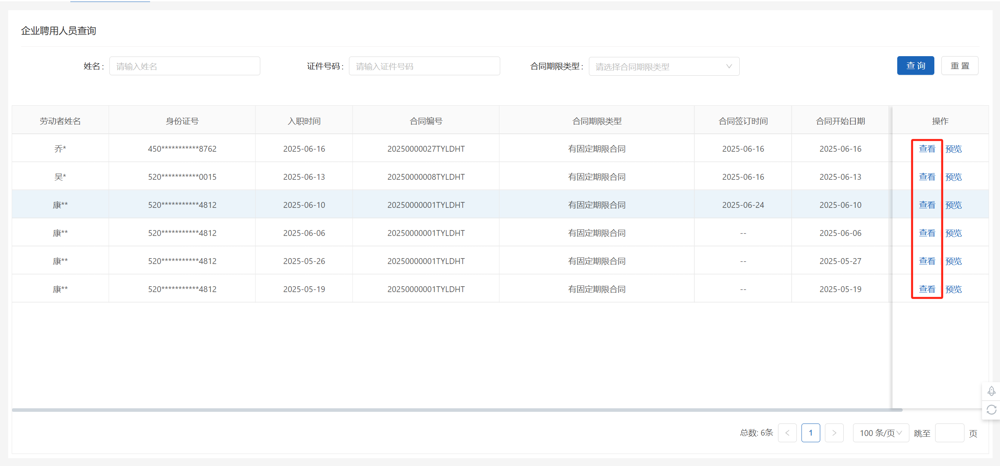 企业聘用人员查询
姓名: 请输入姓名 证件号码: 请输入证件号码 合同期限类型: 请选择合同期限类型 查 询 重 置
劳动者姓名 身份证号 入职时间 合同编号 合同期限类型 合同签订时间 合同开始日期 操作
乔* 450***********8762 2025-06-16 20250000027TYLDHT 有固定期限合同 2025-06-16 2025-06-16 查看 预览
吴* 520***********0015 2025-06-13 20250000008TYLDHT 有固定期限合同 2025-06-16 2025-06-13 查看 预览
康** 520***********4812 2025-06-10 20250000001TYLDHT 有固定期限合同 2025-06-24 2025-06-10 查看 预览
康** 520***********4812 2025-06-06 20250000001TYLDHT 有固定期限合同 -- 2025-06-06 查看 预览
康** 520***********4812 2025-05-26 20250000001TYLDHT 有固定期限合同 -- 2025-05-27 查看 预览
康** 520***********4812 2025-05-19 20250000001TYLDHT 有固定期限合同 -- 2025-05-19 查看 预览
总数: 6条 < 1 > 100 条/页 跳至 页